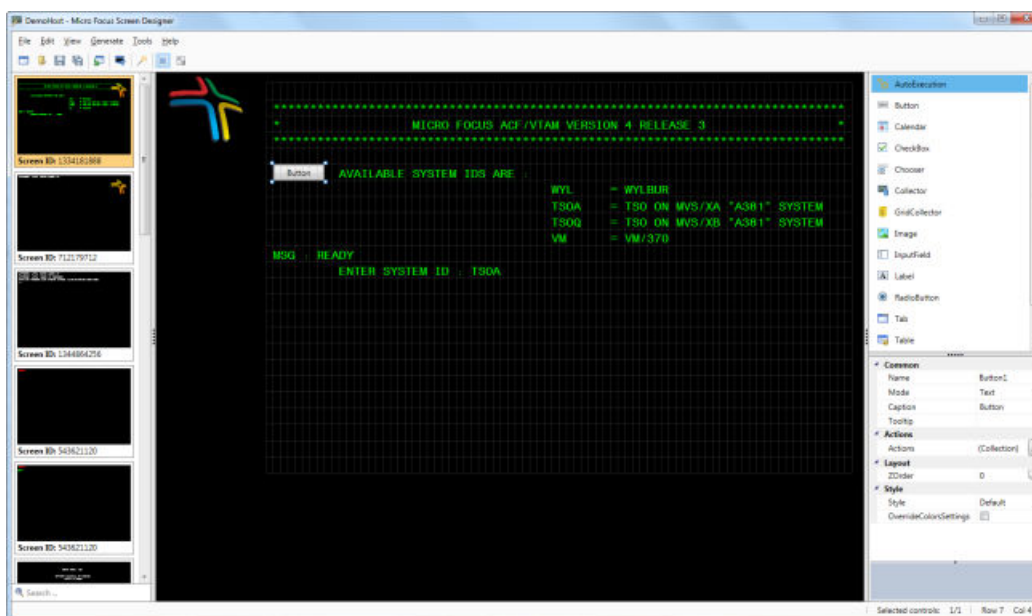 DemoHost - Micro Focus Screen Designer
File Edit View Generate Tools Help
Screen ID: 1334181888
Screen ID: 712179712
Screen ID: 1344864256
Screen ID: 543621120
Screen ID: 543621120
Search...
********************************************************************************
* MICRO FOCUS ACF/VTAM VERSION 4 RELEASE 3 *
********************************************************************************
Button AVAILABLE SYSTEM IDS ARE :
WYL = WYLBUR
TSOA = TSO ON MVS/XA "A381" SYSTEM
TSOQ = TSO ON MVS/XB "A381" SYSTEM
VM = VM/370
MSG : READY
ENTER SYSTEM ID : TSOA
AutoExecution
Button
Calendar
CheckBox
Chooser
Collector
GridCollector
Image
InputField
Label
RadioButton
Tab
Table
Common
Name Button1
Mode Text
Caption Button
Tooltip
Actions
Actions (Collection)
Layout
ZOrder 0
Style
Style Default
OverrideColorsSettings
Selected controls: 1/1 Row 7 Col 4